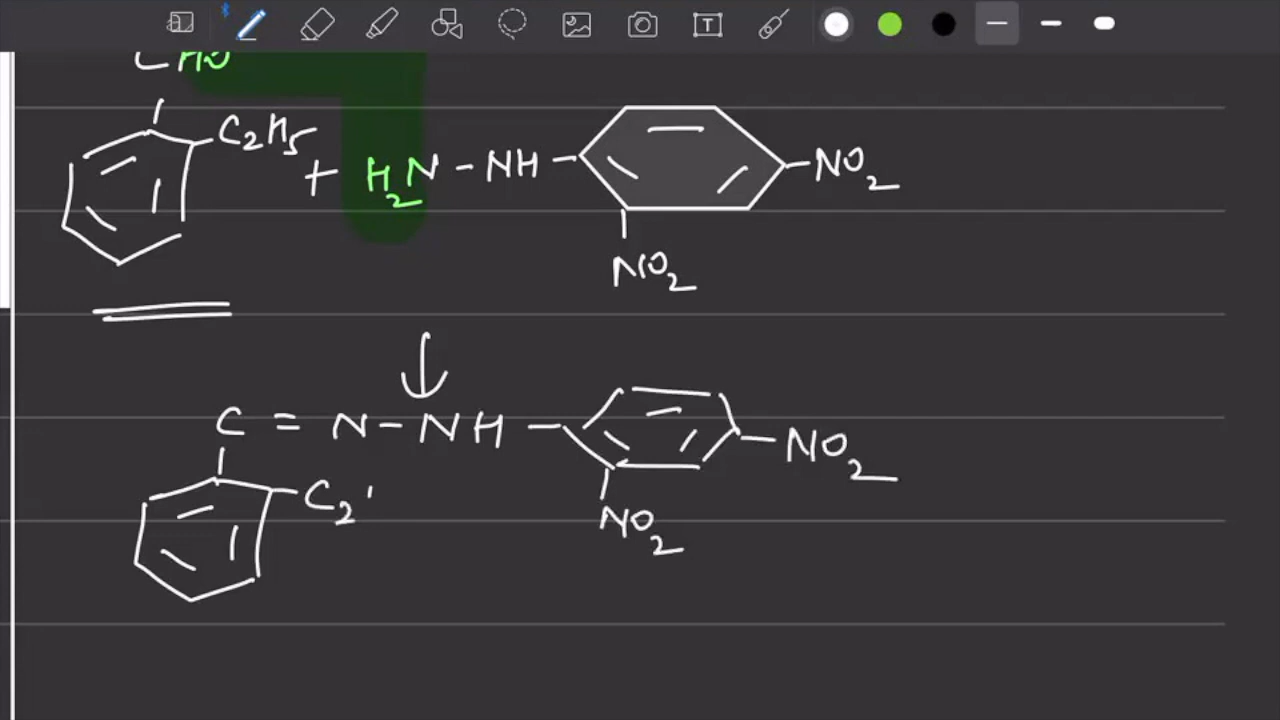 CHO
C₂H₅
+ H₂N - NH - NO₂
NO₂
C = N - NH - NO₂
C₂
NO₂